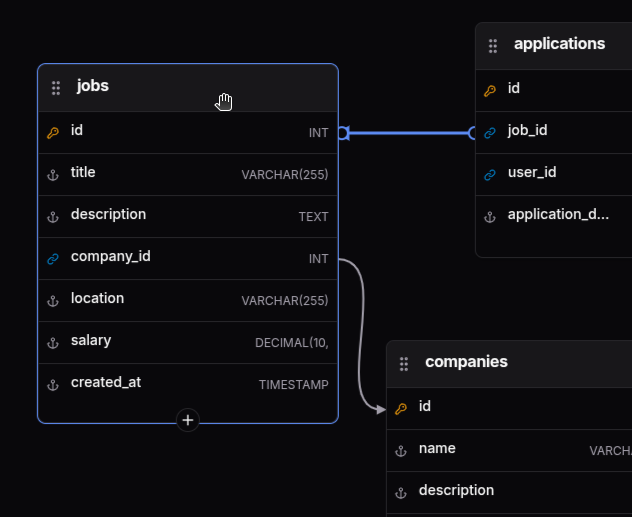 applications
id
job_id
user_id
application_d...
jobs
id INT
title VARCHAR(255)
description TEXT
company_id INT
location VARCHAR(255)
salary DECIMAL(10,
created_at TIMESTAMP
companies
id
name VARCHA
description